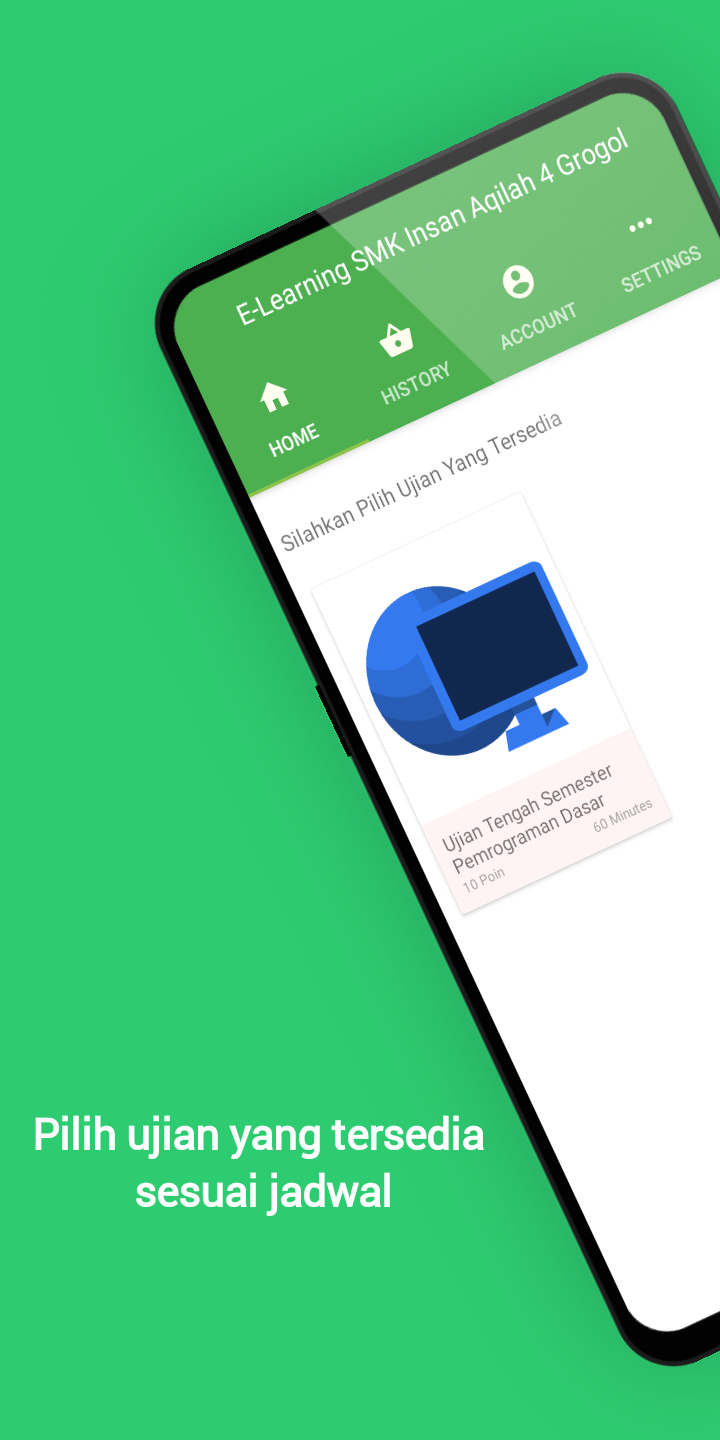 E-Learning SMK Insan Aqilah 4 Grogol
HOME
HISTORY
ACCOUNT
SETTINGS
Silahkan Pilih Ujian Yang Tersedia
Ujian Tengah Semester
Pemrograman Dasar
10 Poin
60 Minutes
Pilih ujian yang tersedia
sesuai jadwal